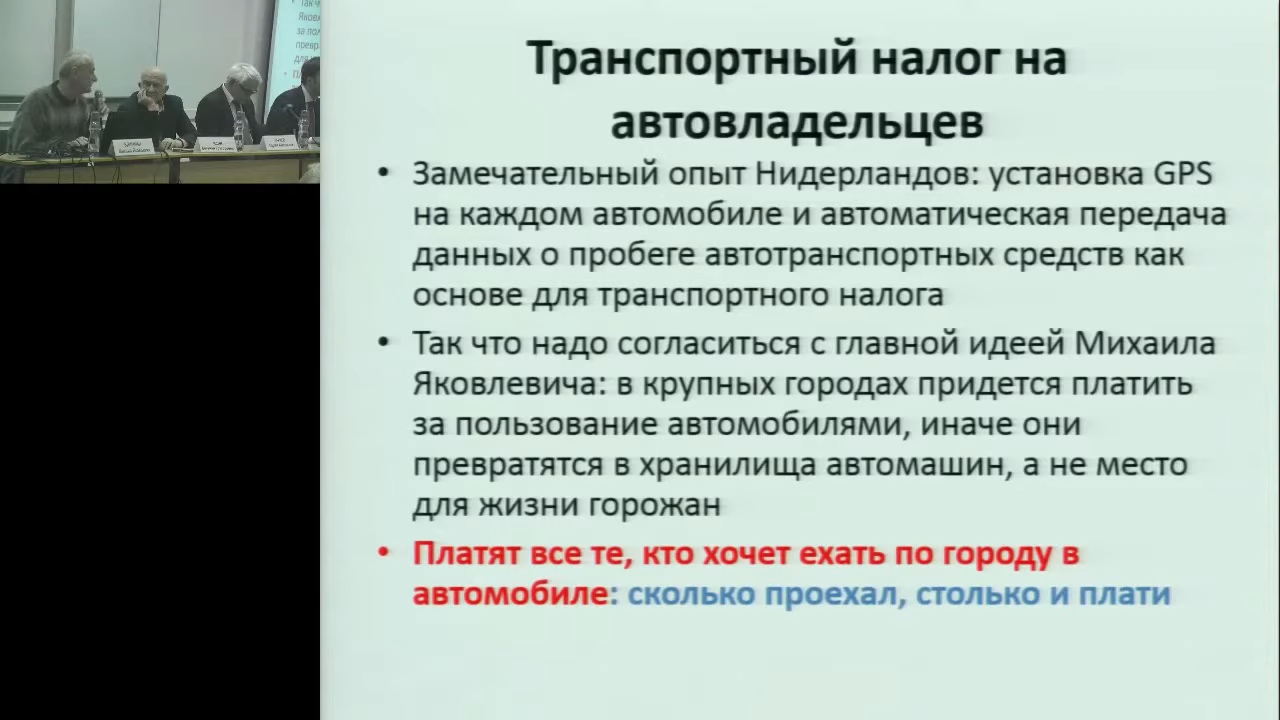 Транспортный налог на
автовладельцев
• Замечательный опыт Нидерландов: установка GPS
на каждом автомобиле и автоматическая передача
данных о пробеге автотранспортных средств как
основе для транспортного налога
• Так что надо согласиться с главной идеей Михаила
Яковлевича: в крупных городах придется платить
за пользование автомобилями, иначе они
превратятся в хранилища автомашин, а не место
для жизни горожан
• Платят все те, кто хочет ехать по городу в
автомобиле: сколько проехал, столько и плати